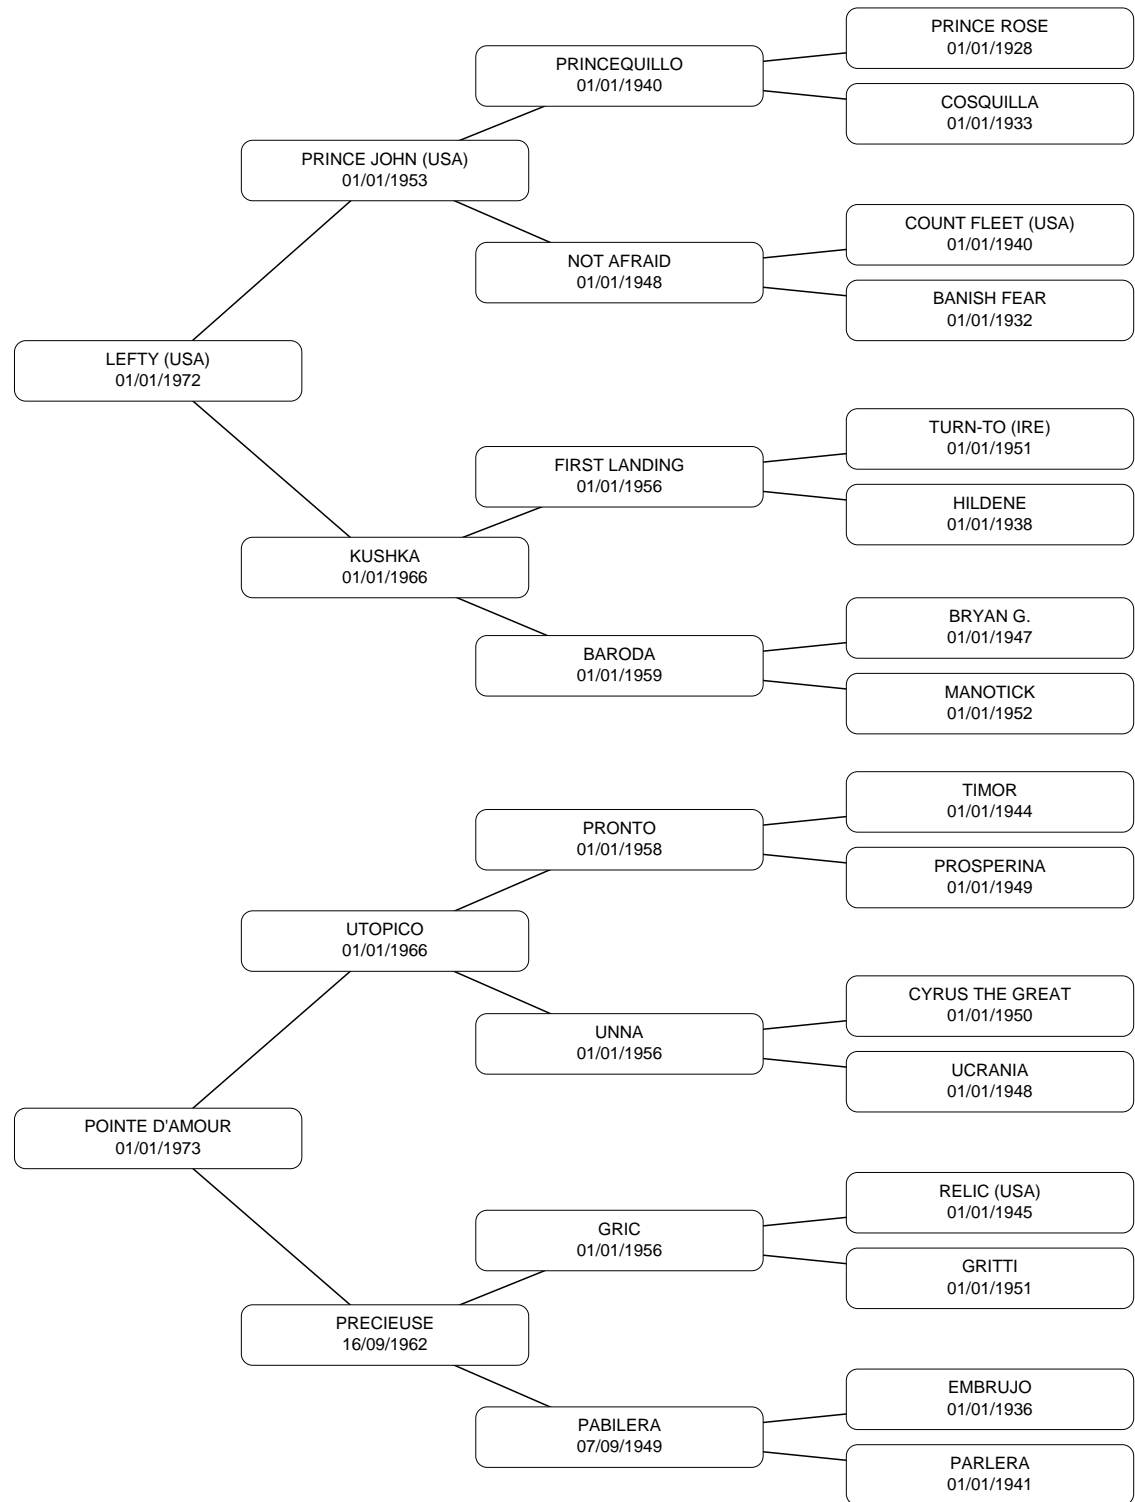 PRINCE ROSE
01/01/1928
PRINCEQUILLO
01/01/1940
COSQUILLA
01/01/1933
PRINCE JOHN (USA)
01/01/1953
COUNT FLEET (USA)
01/01/1940
NOT AFRAID
01/01/1948
BANISH FEAR
01/01/1932
LEFTY (USA)
01/01/1972
TURN-TO (IRE)
01/01/1951
FIRST LANDING
01/01/1956
HILDENE
01/01/1938
KUSHKA
01/01/1966
BRYAN G.
01/01/1947
BARODA
01/01/1959
MANOTICK
01/01/1952
TIMOR
01/01/1944
PRONTO
01/01/1958
PROSPERINA
01/01/1949
UTOPICO
01/01/1966
CYRUS THE GREAT
01/01/1950
UNNA
01/01/1956
UCRANIA
01/01/1948
POINTE D'AMOUR
01/01/1973
RELIC (USA)
01/01/1945
GRIC
01/01/1956
GRITTI
01/01/1951
PRECIEUSE
16/09/1962
EMBRUJO
01/01/1936
PABILERA
07/09/1949
PARLERA
01/01/1941